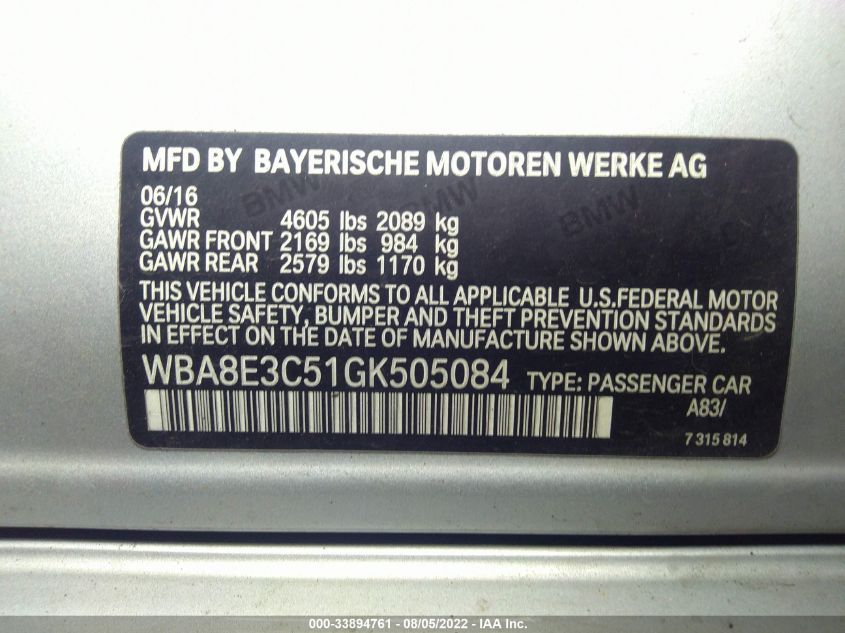 MFD BY BAYERISCHE MOTOREN WERKE AG
06/16
GVWR 4605 lbs 2089 kg
GAWR FRONT 2169 lbs 984 kg
GAWR REAR 2579 lbs 1170 kg
THIS VEHICLE CONFORMS TO ALL APPLICABLE U.S.FEDERAL MOTOR
VEHICLE SAFETY, BUMPER AND THEFT PREVENTION STANDARDS
IN EFFECT ON THE DATE OF MANUFACTURE SHOWN ABOVE.
WBA8E3C51GK505084 TYPE: PASSENGER CAR
A83/
7 315 814
BMW
BMW
BMW
000-33894761 - 08/05/2022 - IAA Inc.